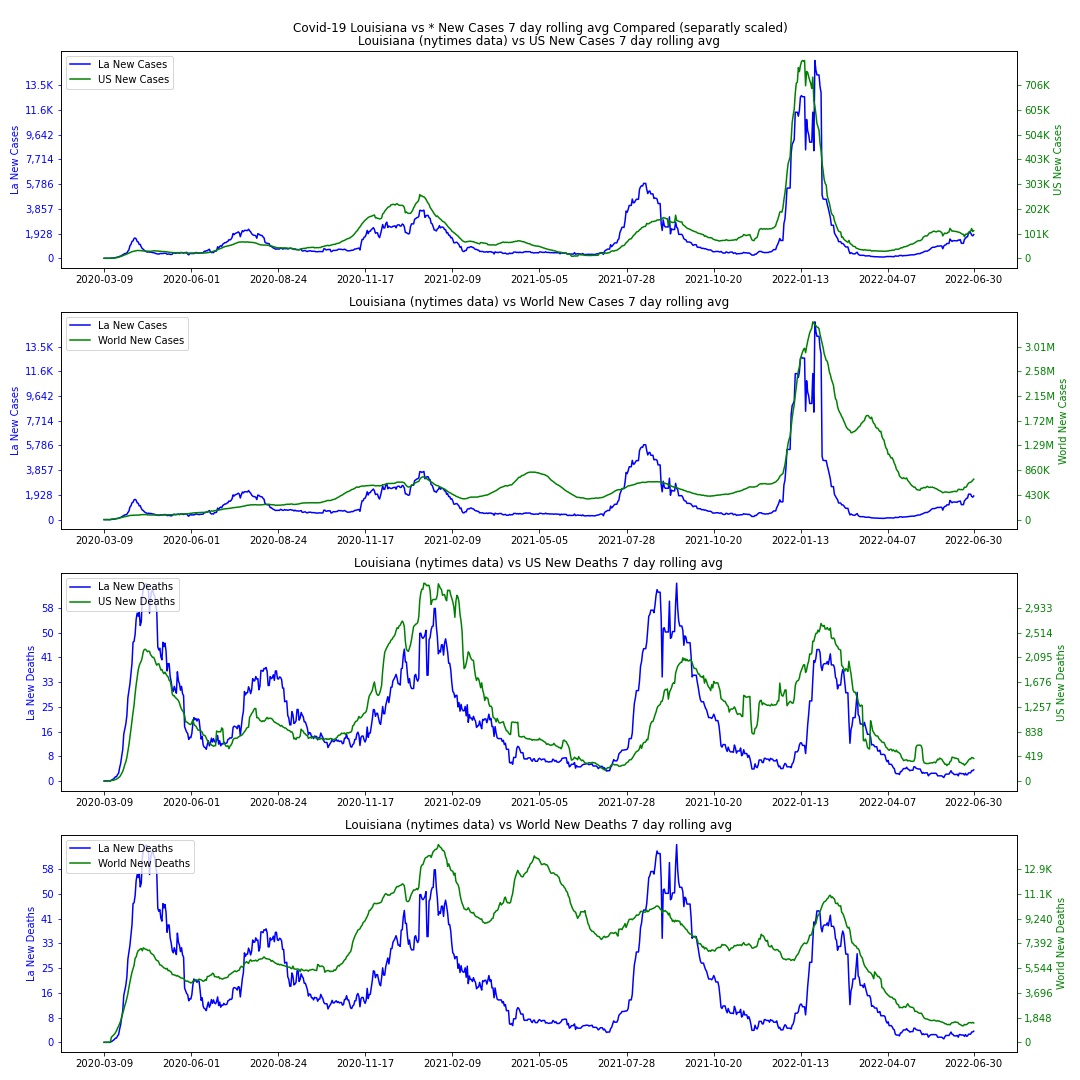 Covid-19 Louisiana vs * New Cases 7 day rolling avg Compared (separatly scaled)
Louisiana (nytimes data) vs US New Cases 7 day rolling avg
La New Cases
US New Cases
13.5K
11.6K
9,642
7,714
5,786
3,857
1,928
0
La New Cases
706K
605K
504K
403K
302K
202K
101K
0
US New Cases
2020-03-09 2020-06-01 2020-08-24 2020-11-17 2021-02-09 2021-05-05 2021-07-28 2021-10-20 2022-01-13 2022-04-07 2022-06-30
Louisiana (nytimes data) vs World New Cases 7 day rolling avg
La New Cases
World New Cases
13.5K
11.6K
9,642
7,714
5,786
3,857
1,928
0
La New Cases
3.01M
2.58M
2.15M
1.72M
1.29M
860K
430K
0
World New Cases
2020-03-09 2020-06-01 2020-08-24 2020-11-17 2021-02-09 2021-05-05 2021-07-28 2021-10-20 2022-01-13 2022-04-07 2022-06-30
Louisiana (nytimes data) vs US New Deaths 7 day rolling avg
La New Deaths
US New Deaths
58
50
41
33
25
16
8
0
La New Deaths
2,933
2,514
2,095
1,676
1,257
838
419
0
US New Deaths
2020-03-09 2020-06-01 2020-08-24 2020-11-17 2021-02-09 2021-05-05 2021-07-28 2021-10-20 2022-01-13 2022-04-07 2022-06-30
Louisiana (nytimes data) vs World New Deaths 7 day rolling avg
La New Deaths
World New Deaths
58
50
41
33
25
16
8
0
La New Deaths
12.9K
11.1K
9,240
7,392
5,544
3,696
1,848
0
World New Deaths
2020-03-09 2020-06-01 2020-08-24 2020-11-17 2021-02-09 2021-05-05 2021-07-28 2021-10-20 2022-01-13 2022-04-07 2022-06-30